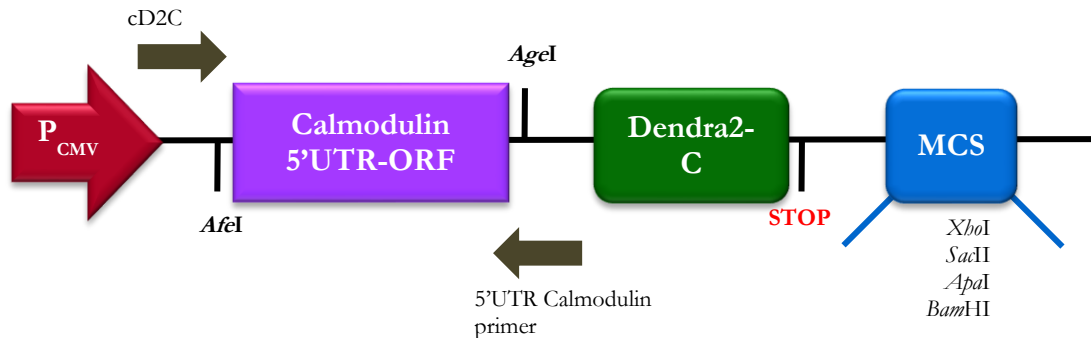 cD2C
AgeI
P
CMV
Calmodulin
5'UTR-ORF
Dendra2-
C
MCS
AfeI
STOP
XhoI
SacII
ApaI
BamHI
5'UTR Calmodulin
primer